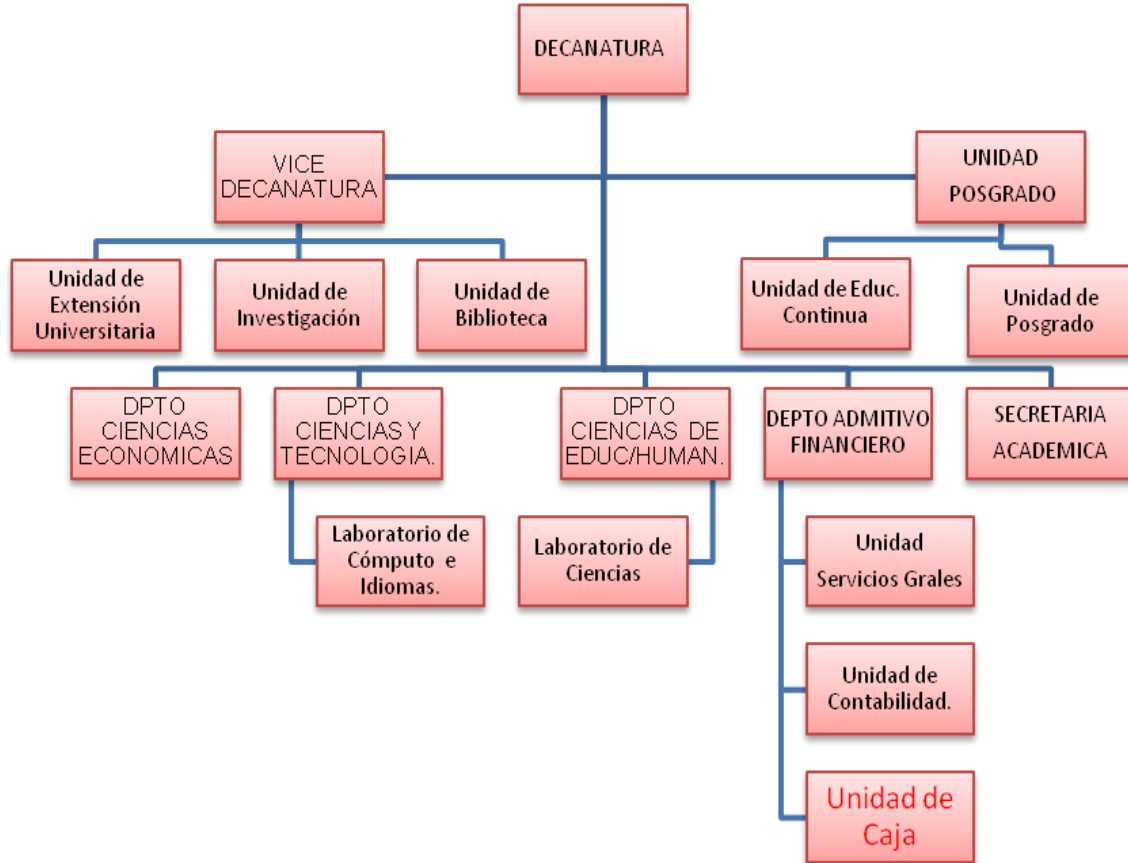 DECANATURA
VICE
DECANATURA
UNIDAD
POSGRADO
Unidad de
Extensión
Universitaria
Unidad de
Investigación
Unidad de
Biblioteca
Unidad de Educ.
Continua
Unidad de
Posgrado
DPTO
CIENCIAS
ECONOMICAS
DPTO
CIENCIAS Y
TECNOLOGIA.
DPTO
CIENCIAS DE
EDUC/HUMAN.
DEPTO ADMITIVO
FINANCIERO
SECRETARIA
ACADEMICA
Laboratorio de
Cómputo e
Idiomas.
Laboratorio de
Ciencias
Unidad
Servicios Grales
Unidad de
Contabilidad.
Unidad de
Caja